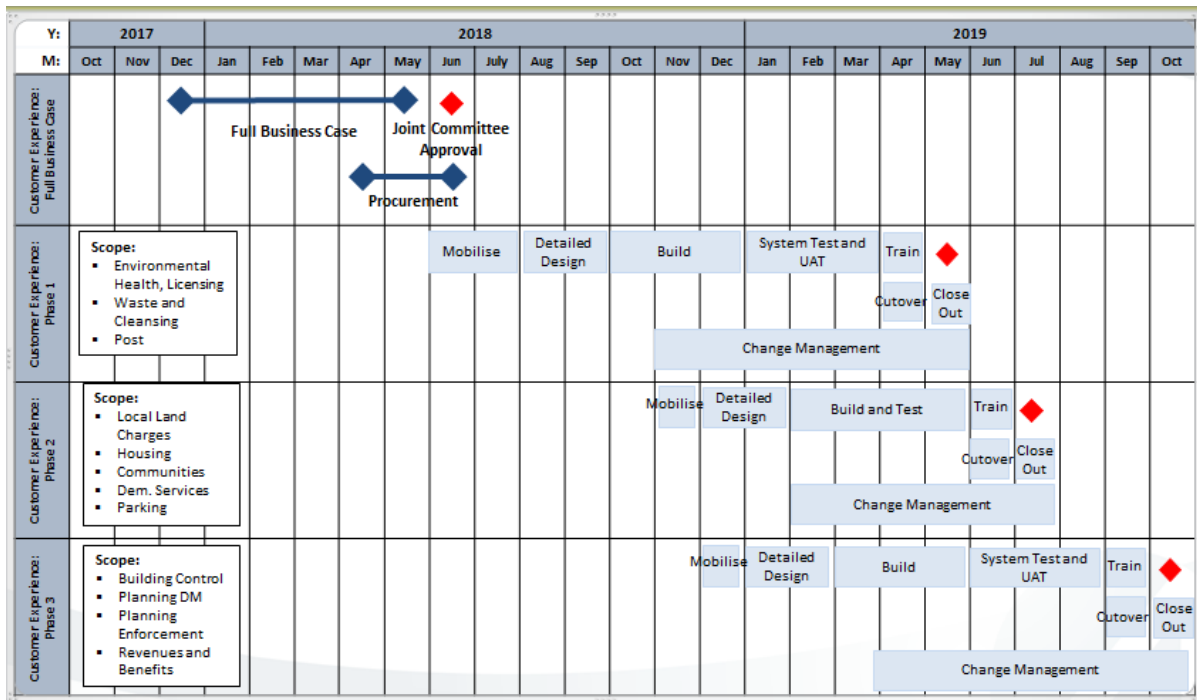 Y: 2017 2018 2019
M: Oct Nov Dec Jan Feb Mar Apr May Jun July Aug Sep Oct Nov Dec Jan Feb Mar Apr May Jun Jul Aug Sep Oct
Customer Experience:
Full Business Case
Full Business Case
Joint Committee
Approval
Procurement
Customer Experience:
Phase 1
Scope:
▪ Environmental
Health, Licensing
▪ Waste and
Cleansing
▪ Post
Mobilise
Detailed
Design
Build
System Test and
UAT
Train
Cutover
Close
Out
Change Management
Customer Experience:
Phase 2
Scope:
▪ Local Land
Charges
▪ Housing
▪ Communities
▪ Dem. Services
▪ Parking
Mobilise
Detailed
Design
Build and Test
Train
Cutover
Close
Out
Change Management
Customer Experience:
Phase 3
Scope:
▪ Building Control
▪ Planning DM
▪ Planning
Enforcement
▪ Revenues and
Benefits
Mobilise
Detailed
Design
Build
System Test and
UAT
Train
Cutover
Close
Out
Change Management